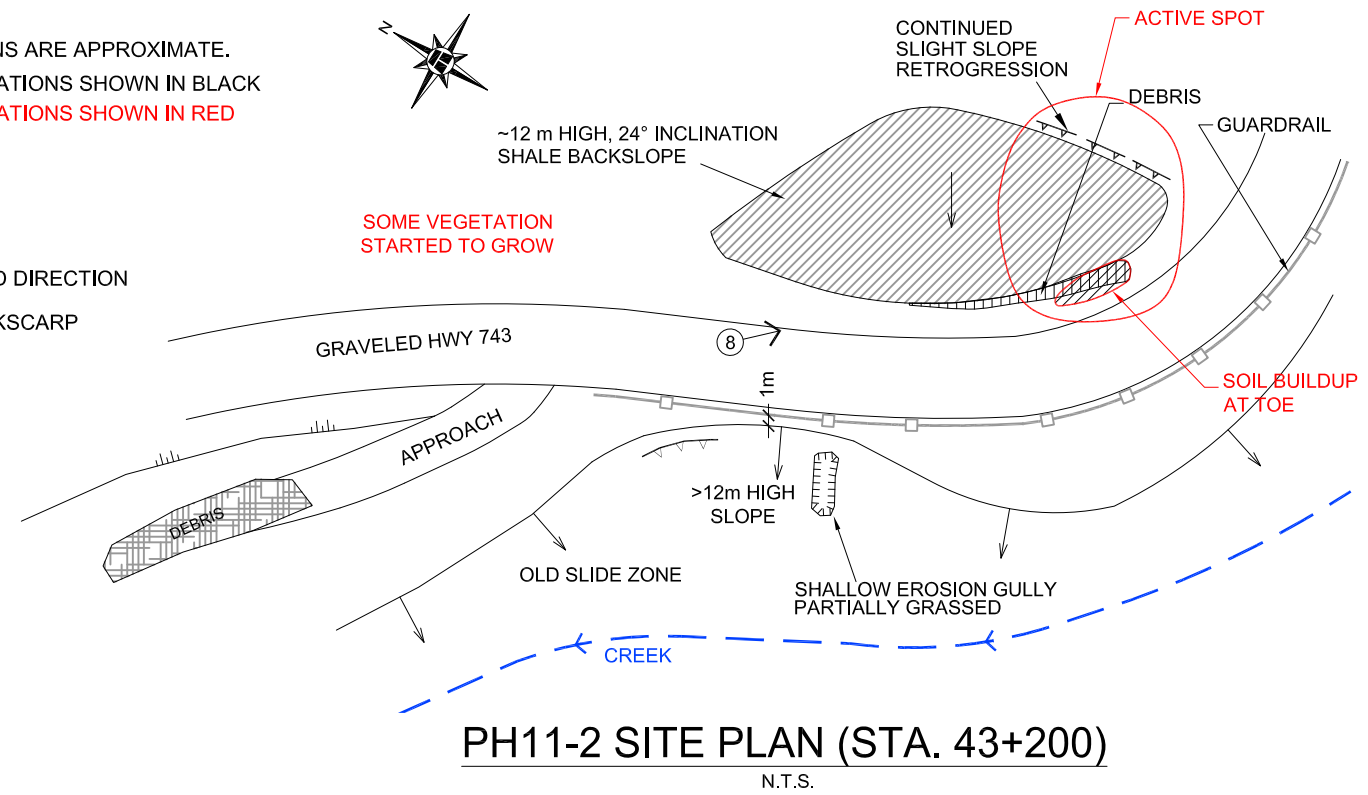 NS ARE APPROXIMATE.
ATIONS SHOWN IN BLACK
ATIONS SHOWN IN RED
N
CONTINUED
SLIGHT SLOPE
RETROGRESSION
ACTIVE SPOT
DEBRIS
GUARDRAIL
~12 m HIGH, 24° INCLINATION
SHALE BACKSLOPE
SOME VEGETATION
STARTED TO GROW
D DIRECTION
KSCARP
GRAVELED HWY 743
8
1m
SOIL BUILDUP
AT TOE
APPROACH
DEBRIS
>12m HIGH
SLOPE
OLD SLIDE ZONE
SHALLOW EROSION GULLY
PARTIALLY GRASSED
CREEK
PH11-2 SITE PLAN (STA. 43+200)
N.T.S.